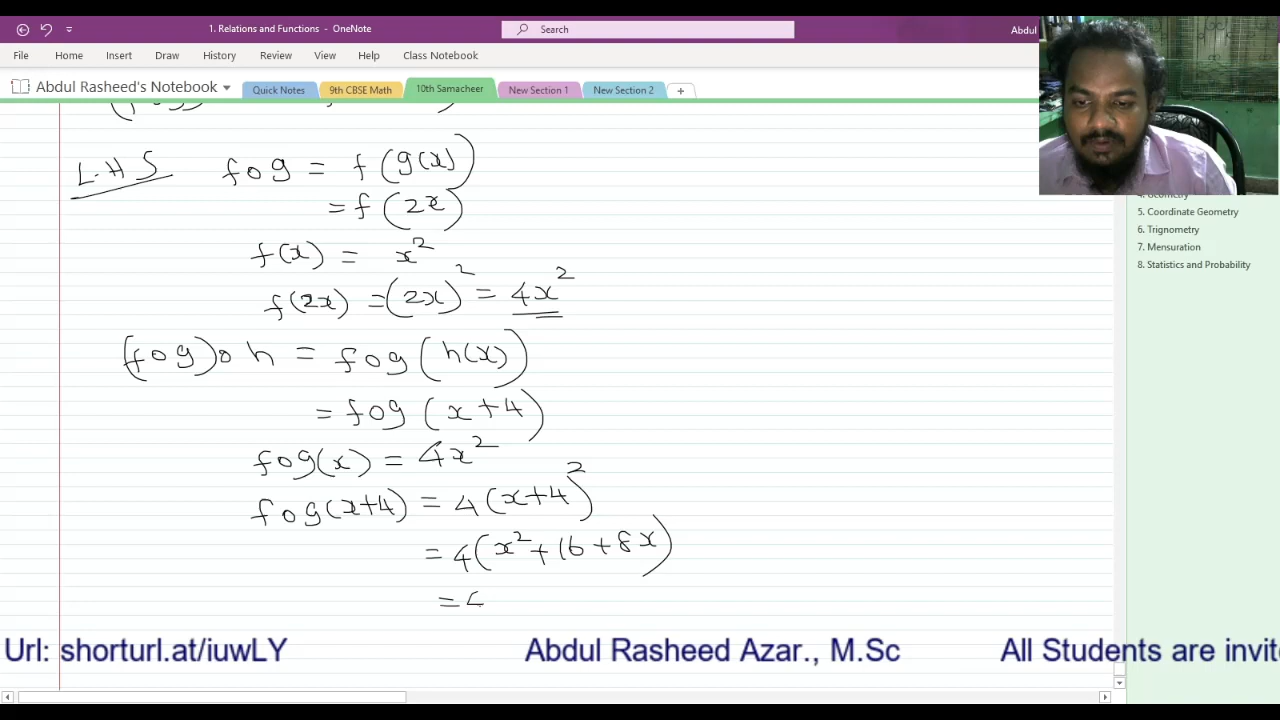 1. Relations and Functions - OneNote
Search
Abdul
File Home Insert Draw History Review View Help Class Notebook
Abdul Rasheed's Notebook
Quick Notes
9th CBSE Math
10th Samacheer
New Section 1
New Section 2
L.H.S fog = f(g(x))
= f(2x)
f(x) = x²
f(2x) = (2x)² = 4x²
(fog)oh = fog(h(x))
= fog(x+4)
fog(x) = 4x²
fog(x+4) = 4(x+4)²
= 4(x²+16+8x)
= 4
5. Coordinate Geometry
6. Trignometry
7. Mensuration
8. Statistics and Probability
Url: shorturl.at/iuwLY Abdul Rasheed Azar., M.Sc All Students are invite